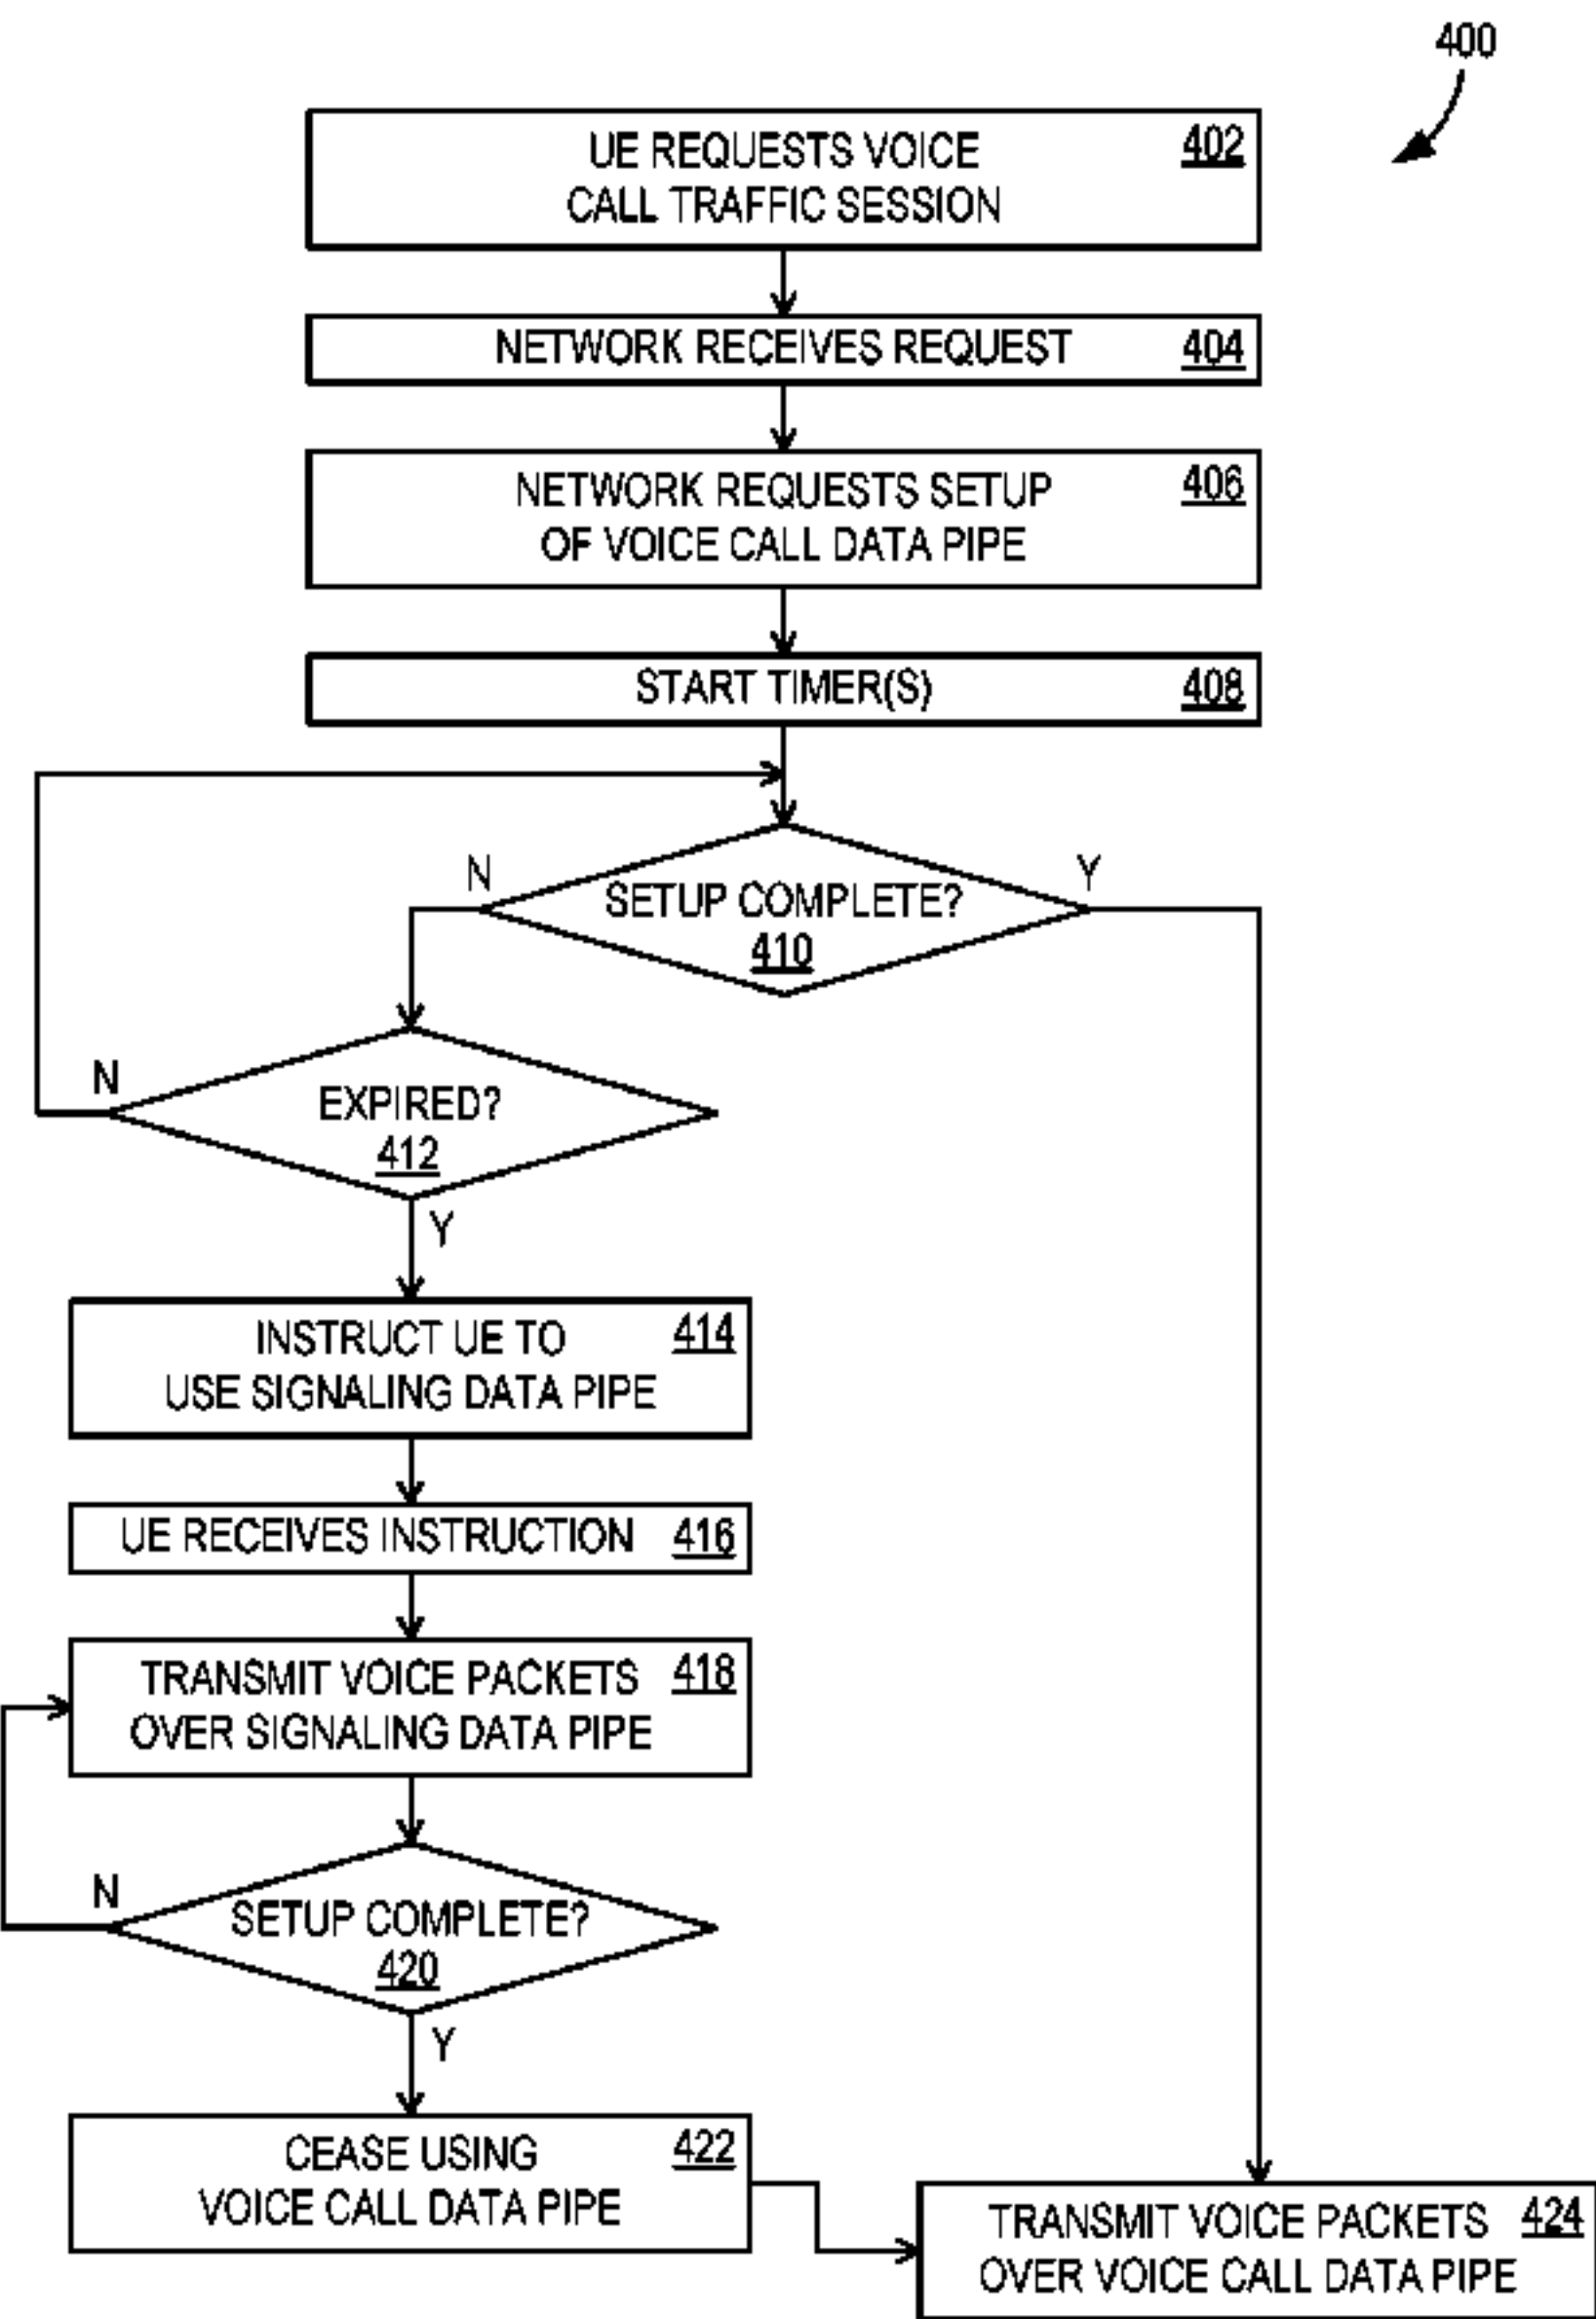 400
UE REQUESTS VOICE 402
CALL TRAFFIC SESSION
NETWORK RECEIVES REQUEST 404
NETWORK REQUESTS SETUP 406
OF VOICE CALL DATA PIPE
START TIMER(S) 408
N
Y
SETUP COMPLETE?
410
N
EXPIRED?
412
Y
INSTRUCT UE TO 414
USE SIGNALING DATA PIPE
UE RECEIVES INSTRUCTION 416
TRANSMIT VOICE PACKETS 418
OVER SIGNALING DATA PIPE
N
SETUP COMPLETE?
420
Y
CEASE USING 422
VOICE CALL DATA PIPE
TRANSMIT VOICE PACKETS 424
OVER VOICE CALL DATA PIPE